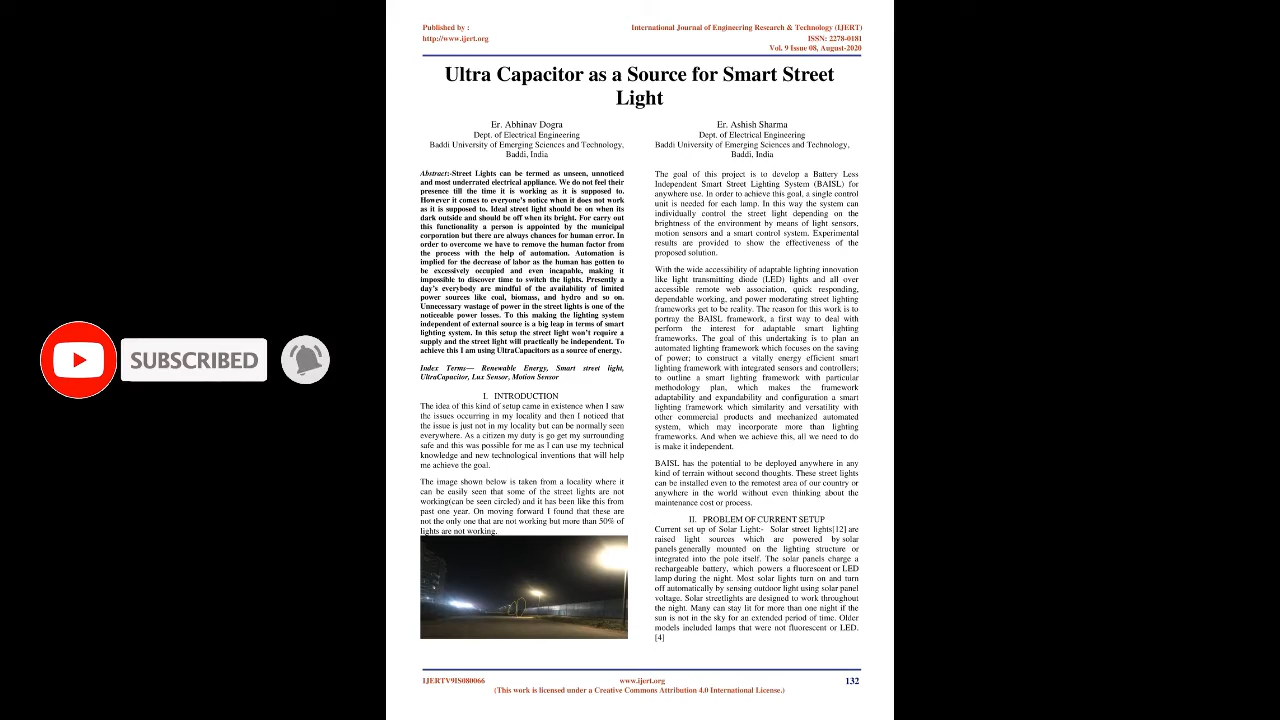 Published by :
http://www.ijert.org
International Journal of Engineering Research & Technology (IJERT)
ISSN: 2278-0181
Vol. 9 Issue 08, August-2020
Ultra Capacitor as a Source for Smart Street
Light
Er. Abhinav Dogra
Dept. of Electrical Engineering
Baddi University of Emerging Sciences and Technology,
Baddi, India
Er. Ashish Sharma
Dept. of Electrical Engineering
Baddi University of Emerging Sciences and Technology,
Baddi, India
Abstract:-Street Lights can be termed as unseen, unnoticed
and most underrated electrical appliance. We do not feel their
presence till the time it is working as it is supposed to.
However it comes to everyone's notice when it does not work
as it is supposed to. Ideal street light should be on when its
dark outside and should be off when its bright. For carry out
this functionality a person is appointed by the municipal
corporation but there are always chances for human error. In
order to overcome we have to remove the human factor from
the process with the help of automation. Automation is
implied for the decrease of labor as the human has gotten to
be excessively occupied and even incapable, making it
impossible to discover time to switch the lights. Presently a
day's everybody are mindful of the availability of limited
power sources like coal, biomass, and hydro and so on.
Unnecessary wastage of power in the street lights is one of the
noticeable power losses. To this making the lighting system
independent of external source is a big leap in terms of smart
lighting system. In this setup the street light won't require a
supply and the street light will practically be independent. To
achieve this I am using UltraCapacitors as a source of energy.
Index Terms— Renewable Energy, Smart street light,
UltraCapacitor, Lux Sensor, Motion Sensor
I. INTRODUCTION
The idea of this kind of setup came in existence when I saw
the issues occurring in my locality and then I noticed that
the issue is just not in my locality but can be normally seen
everywhere. As a citizen my duty is go get my surrounding
safe and this was possible for me as I can use my technical
knowledge and new technological inventions that will help
me achieve the goal.
The image shown below is taken from a locality where it
can be easily seen that some of the street lights are not
working(can be seen circled) and it has been like this from
past one year. On moving forward I found that these are
not the only one that are not working but more than 50% of
lights are not working.
The goal of this project is to develop a Battery Less
Independent Smart Street Lighting System (BAISL) for
anywhere use. In order to achieve this goal, a single control
unit is needed for each lamp. In this way the system can
individually control the street light depending on the
brightness of the environment by means of light sensors,
motion sensors and a smart control system. Experimental
results are provided to show the effectiveness of the
proposed solution.
With the wide accessibility of adaptable lighting innovation
like light transmitting diode (LED) lights and all over
accessible remote web association, quick responding,
dependable working, and power moderating street lighting
frameworks get to be reality. The reason for this work is to
portray the BAISL framework, a first way to deal with
perform the interest for adaptable smart lighting
frameworks. The goal of this undertaking is to plan an
automated lighting framework which focuses on the saving
of power; to construct a vitally energy efficient smart
lighting framework with integrated sensors and controllers;
to outline a smart lighting framework with particular
methodology plan, which makes the framework
adaptability and expandability and configuration a smart
lighting framework which similarity and versatility with
other commercial products and mechanized automated
system, which may incorporate more than lighting
frameworks. And when we achieve this, all we need to do
is make it independent.
BAISL has the potential to be deployed anywhere in any
kind of terrain without second thoughts. These street lights
can be installed even to the remotest area of our country or
anywhere in the world without even thinking about the
maintenance cost or process.
II. PROBLEM OF CURRENT SETUP
Current set up of Solar Light:- Solar street lights[12] are
raised light sources which are powered by solar
panels generally mounted on the lighting structure or
integrated into the pole itself. The solar panels charge a
rechargeable battery, which powers a fluorescent or LED
lamp during the night. Most solar lights turn on and turn
off automatically by sensing outdoor light using solar panel
voltage. Solar streetlights are designed to work throughout
the night. Many can stay lit for more than one night if the
sun is not in the sky for an extended period of time. Older
models included lamps that were not fluorescent or LED.
[4]
SUBSCRIBED
IJERTV9IS080066
www.ijert.org
132
(This work is licensed under a Creative Commons Attribution 4.0 International License.)